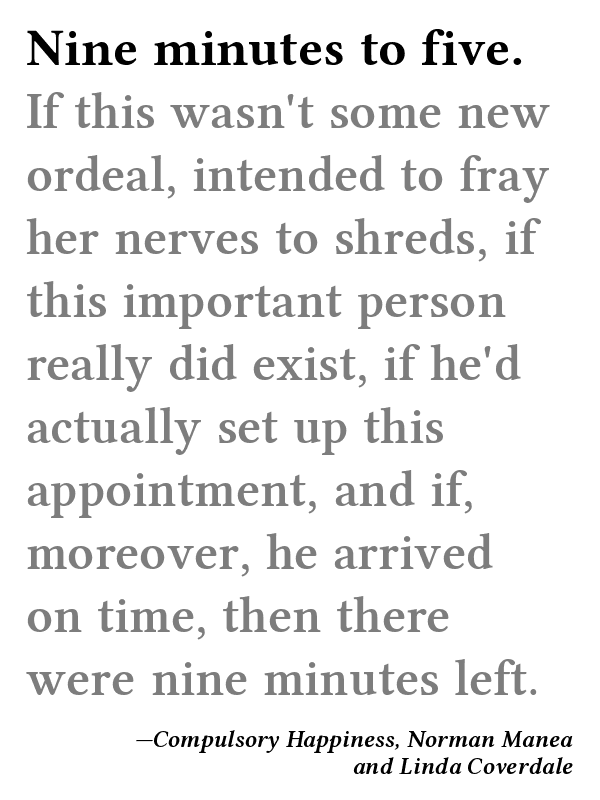 Nine minutes to five.
If this wasn't some new
ordeal, intended to fray
her nerves to shreds, if
this important person
really did exist, if he'd
actually set up this
appointment, and if,
moreover, he arrived
on time, then there
were nine minutes left.
—Compulsory Happiness, Norman Manea
and Linda Coverdale